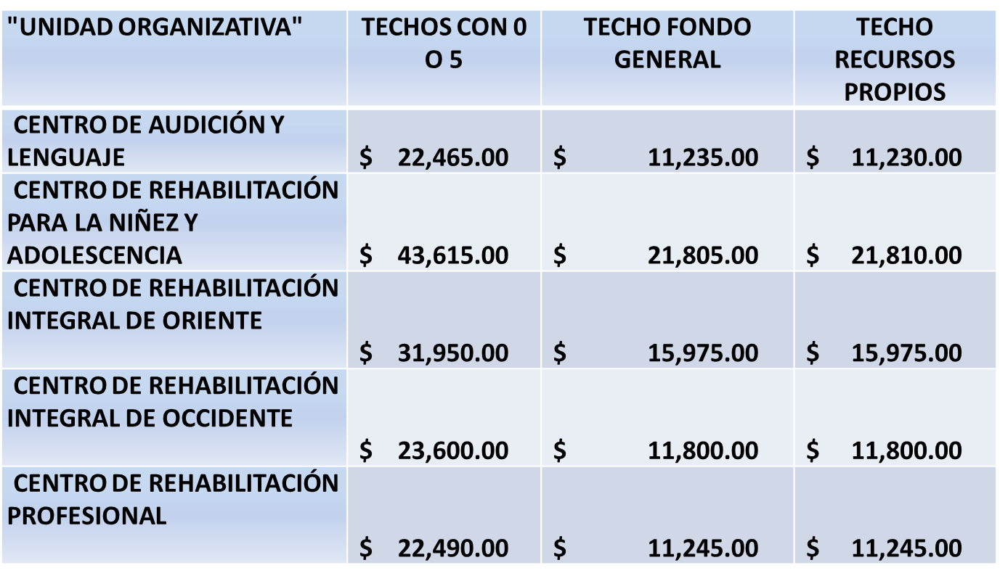 "UNIDAD ORGANIZATIVA"
TECHOS CON 0
O 5
TECHO FONDO
GENERAL
TECHO
RECURSOS
PROPIOS
CENTRO DE AUDICIÓN Y
LENGUAJE
$ 22,465.00
$ 11,235.00
$ 11,230.00
CENTRO DE REHABILITACIÓN
PARA LA NIÑEZ Y
ADOLESCENCIA
$ 43,615.00
$ 21,805.00
$ 21,810.00
CENTRO DE REHABILITACIÓN
INTEGRAL DE ORIENTE
$ 31,950.00
$ 15,975.00
$ 15,975.00
CENTRO DE REHABILITACIÓN
INTEGRAL DE OCCIDENTE
$ 23,600.00
$ 11,800.00
$ 11,800.00
CENTRO DE REHABILITACIÓN
PROFESIONAL
$ 22,490.00
$ 11,245.00
$ 11,245.00